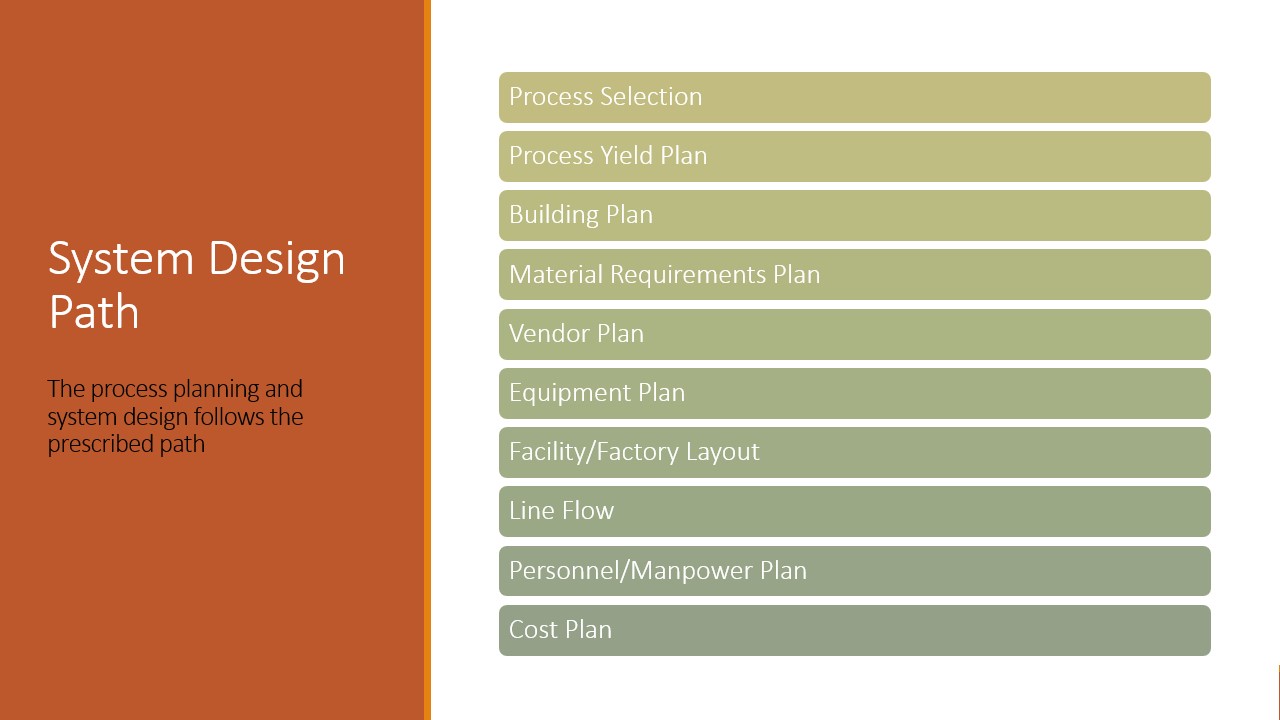 System Design
Path
The process planning and
system design follows the
prescribed path
Process Selection
Process Yield Plan
Building Plan
Material Requirements Plan
Vendor Plan
Equipment Plan
Facility/Factory Layout
Line Flow
Personnel/Manpower Plan
Cost Plan